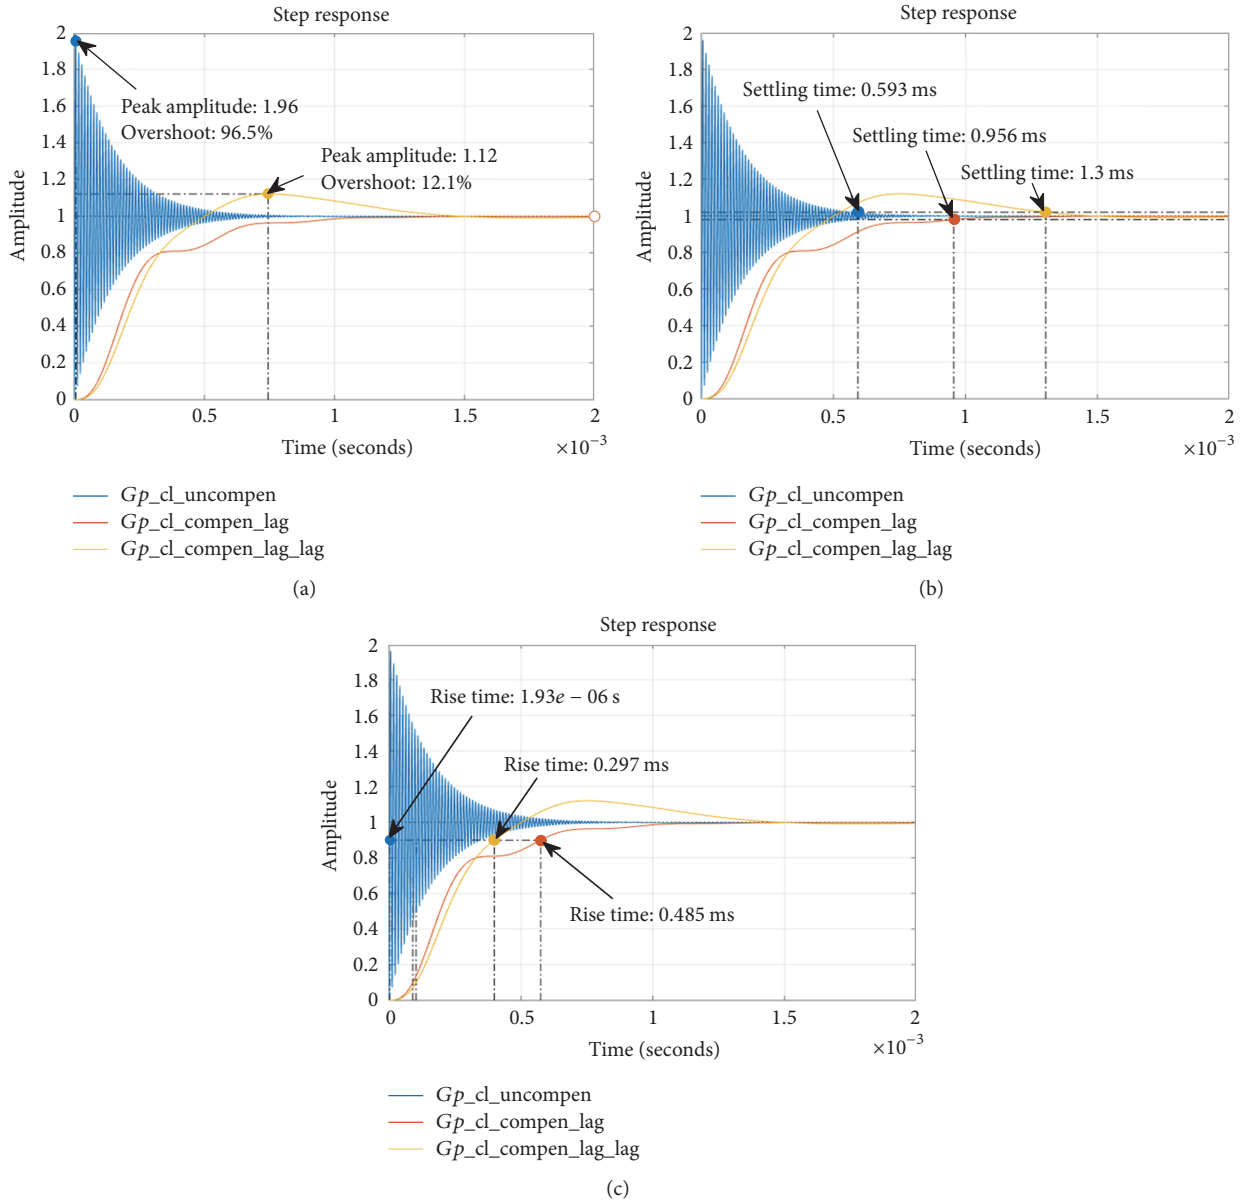 Step response
2
1.8
1.6
1.4
1.2
1
0.8
0.6
0.4
0.2
0
Amplitude
Peak amplitude: 1.96
Overshoot: 96.5%
Peak amplitude: 1.12
Overshoot: 12.1%
0 0.5 1 1.5 2
Time (seconds) ×10−3
Gp_cl_uncompen
Gp_cl_compen_lag
Gp_cl_compen_lag_lag
(a)
Step response
2
1.8
1.6
1.4
1.2
1
0.8
0.6
0.4
0.2
0
Amplitude
Settling time: 0.593 ms
Settling time: 0.956 ms
Settling time: 1.3 ms
0 0.5 1 1.5 2
Time (seconds) ×10−3
Gp_cl_uncompen
Gp_cl_compen_lag
Gp_cl_compen_lag_lag
(b)
Step response
2
1.8
1.6
1.4
1.2
1
0.8
0.6
0.4
0.2
0
Amplitude
Rise time: 1.93e − 06 s
Rise time: 0.297 ms
Rise time: 0.485 ms
0 0.5 1 1.5 2
Time (seconds) ×10−3
Gp_cl_uncompen
Gp_cl_compen_lag
Gp_cl_compen_lag_lag
(c)